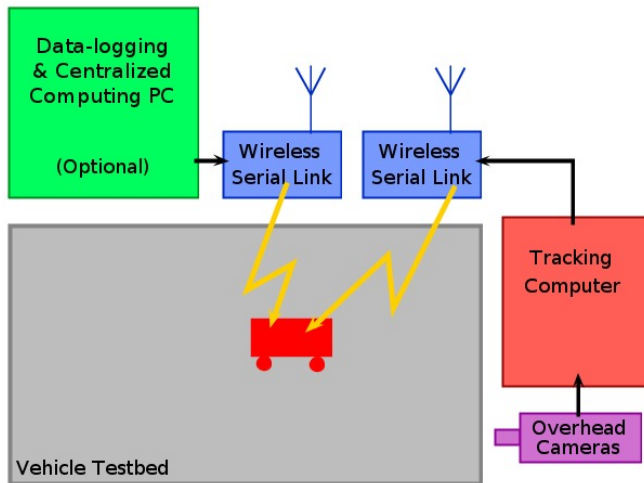 Data-logging
& Centralized
Computing PC
(Optional)
Wireless
Serial Link
Wireless
Serial Link
Tracking
Computer
Overhead
Cameras
Vehicle Testbed